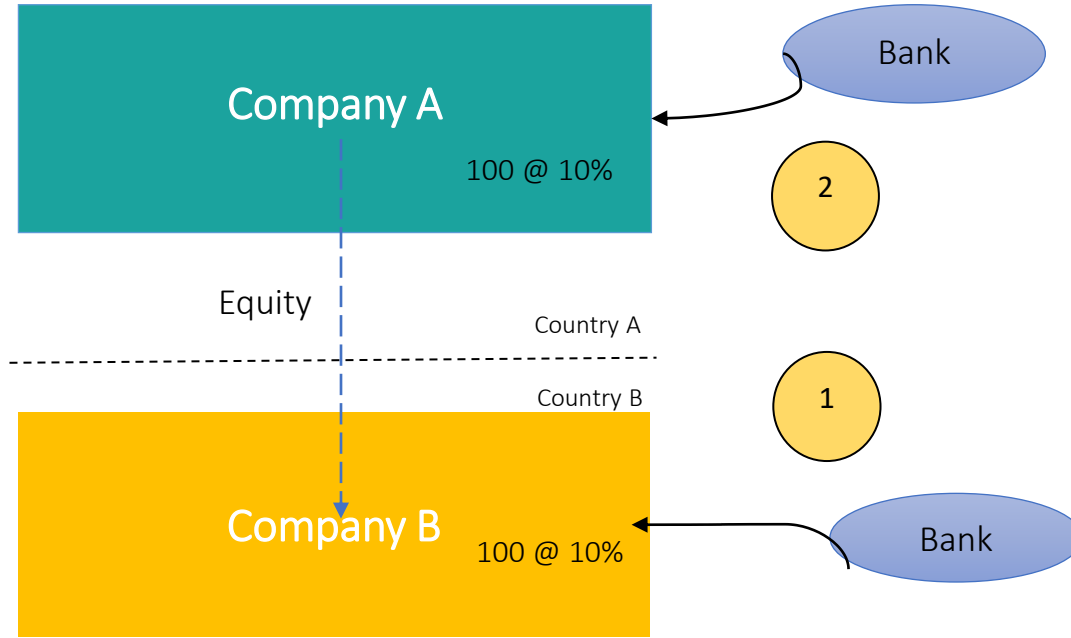 Bank
Company A
100 @ 10%
2
Equity
Country A
Country B
1
Company B
100 @ 10%
Bank